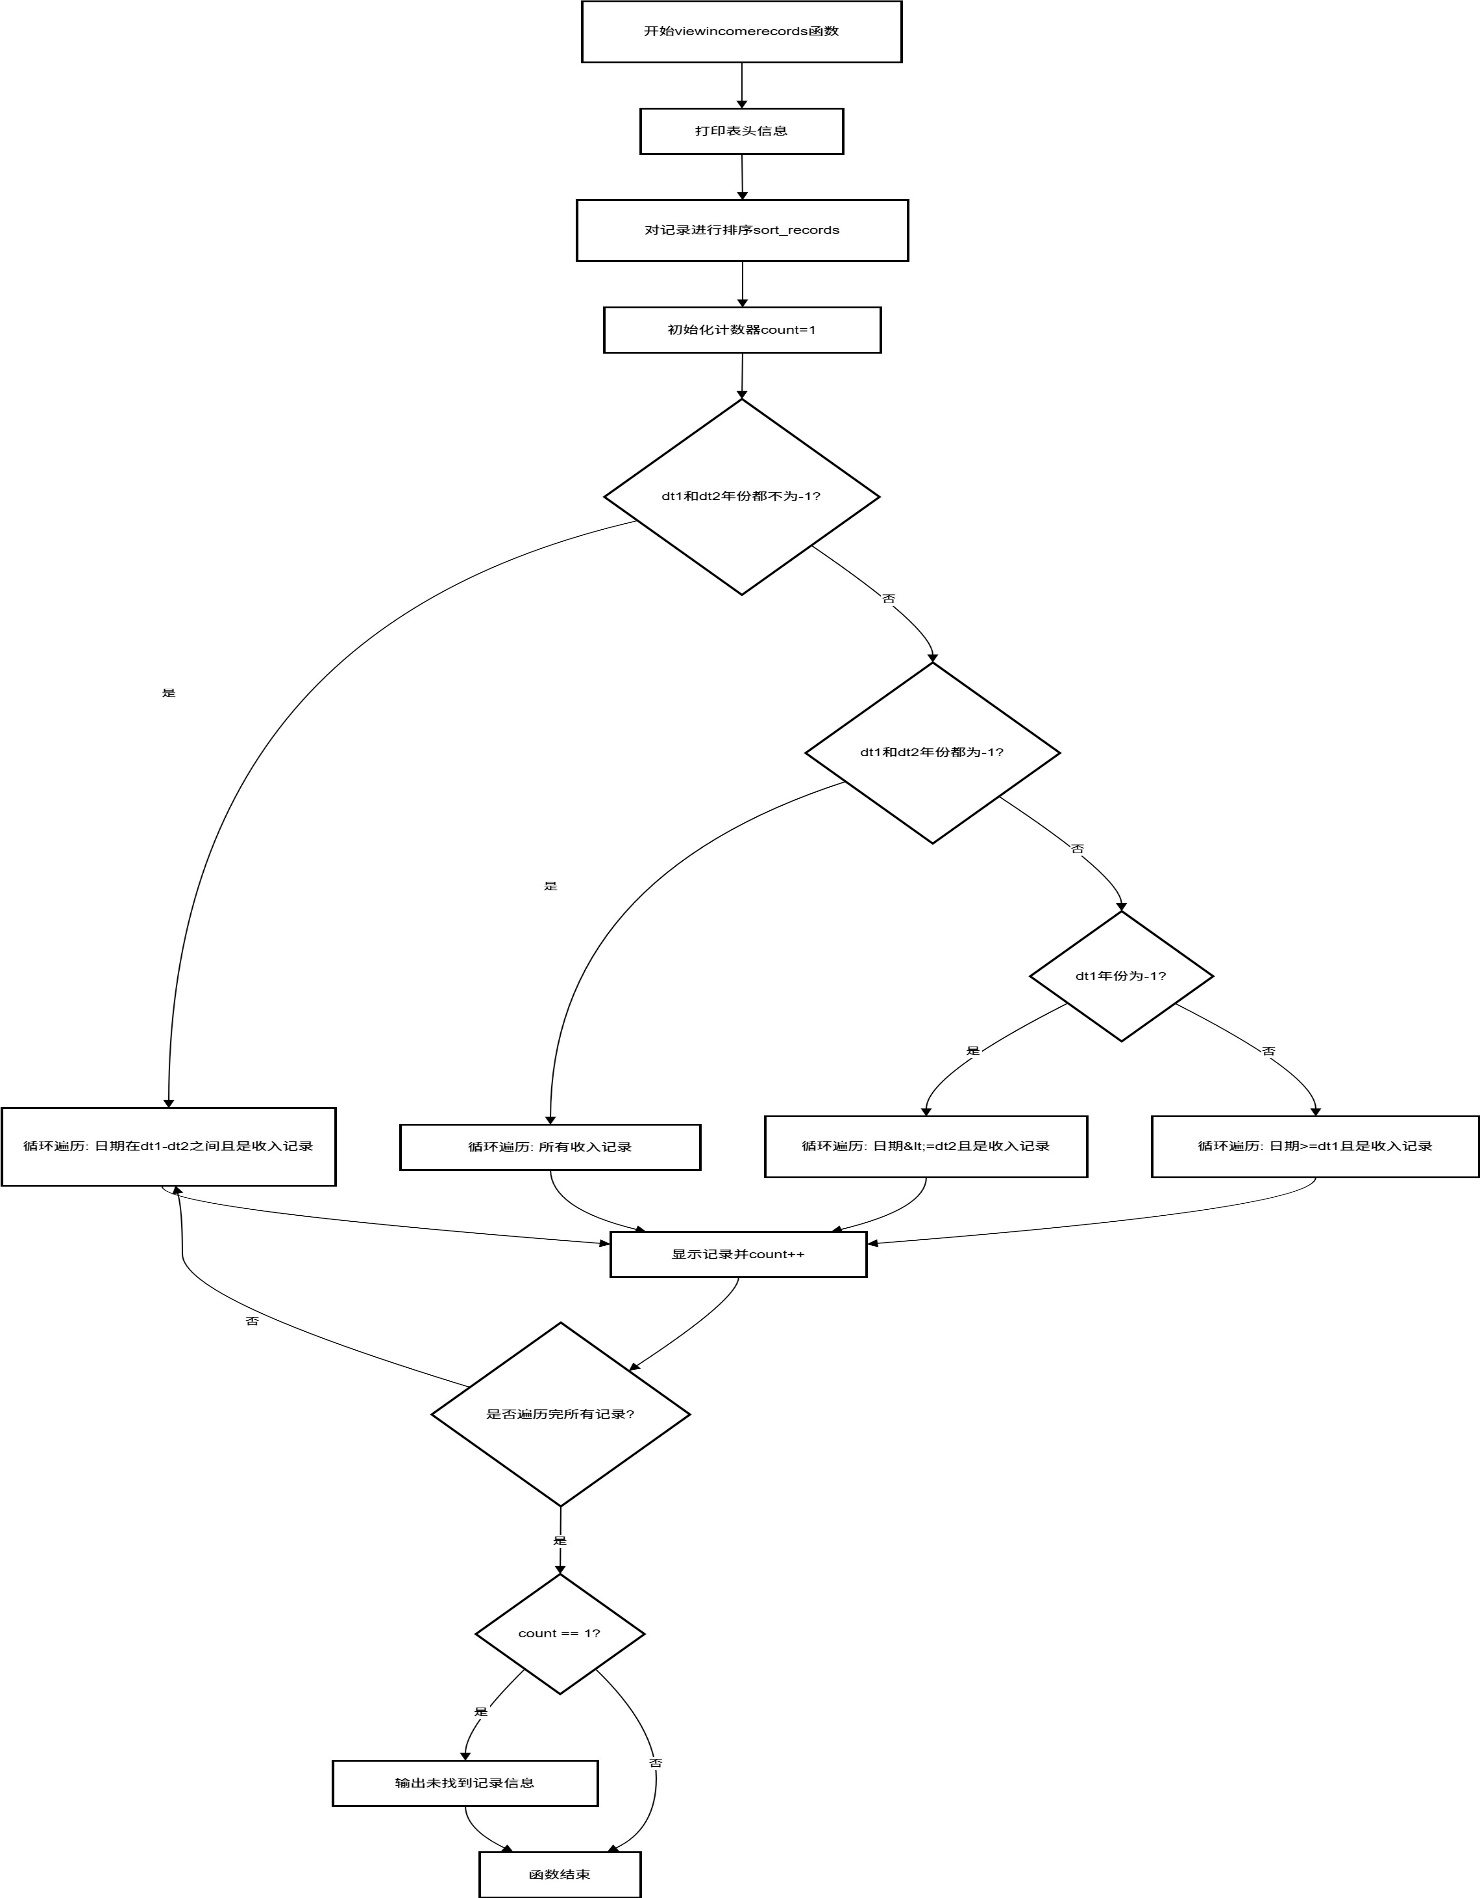 开始viewincomerecords函数
打印表头信息
对记录进行排序sort_records
初始化计数器count=1
dt1和dt2年份都不为-1?
否
是
dt1和dt2年份都为-1?
否
是
dt1年份为-1?
是
否
循环遍历: 日期在dt1-dt2之间且是收入记录
循环遍历: 所有收入记录
循环遍历: 日期&lt;=dt2且是收入记录
循环遍历: 日期>=dt1且是收入记录
显示记录并count++
否
是否遍历完所有记录?
是
count == 1?
是
否
输出未找到记录信息
函数结束